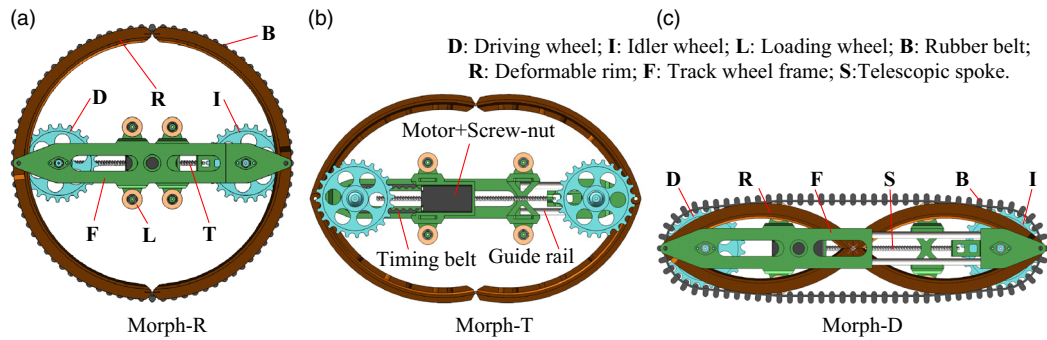 (a)
B
R
D
I
F
L
T
Morph-R
(b)
D: Driving wheel; I: Idler wheel; L: Loading wheel; B: Rubber belt;
R: Deformable rim; F: Track wheel frame; S:Telescopic spoke.
Motor+Screw-nut
Timing belt
Guide rail
Morph-T
(c)
D
R
F
S
B
I
Morph-D